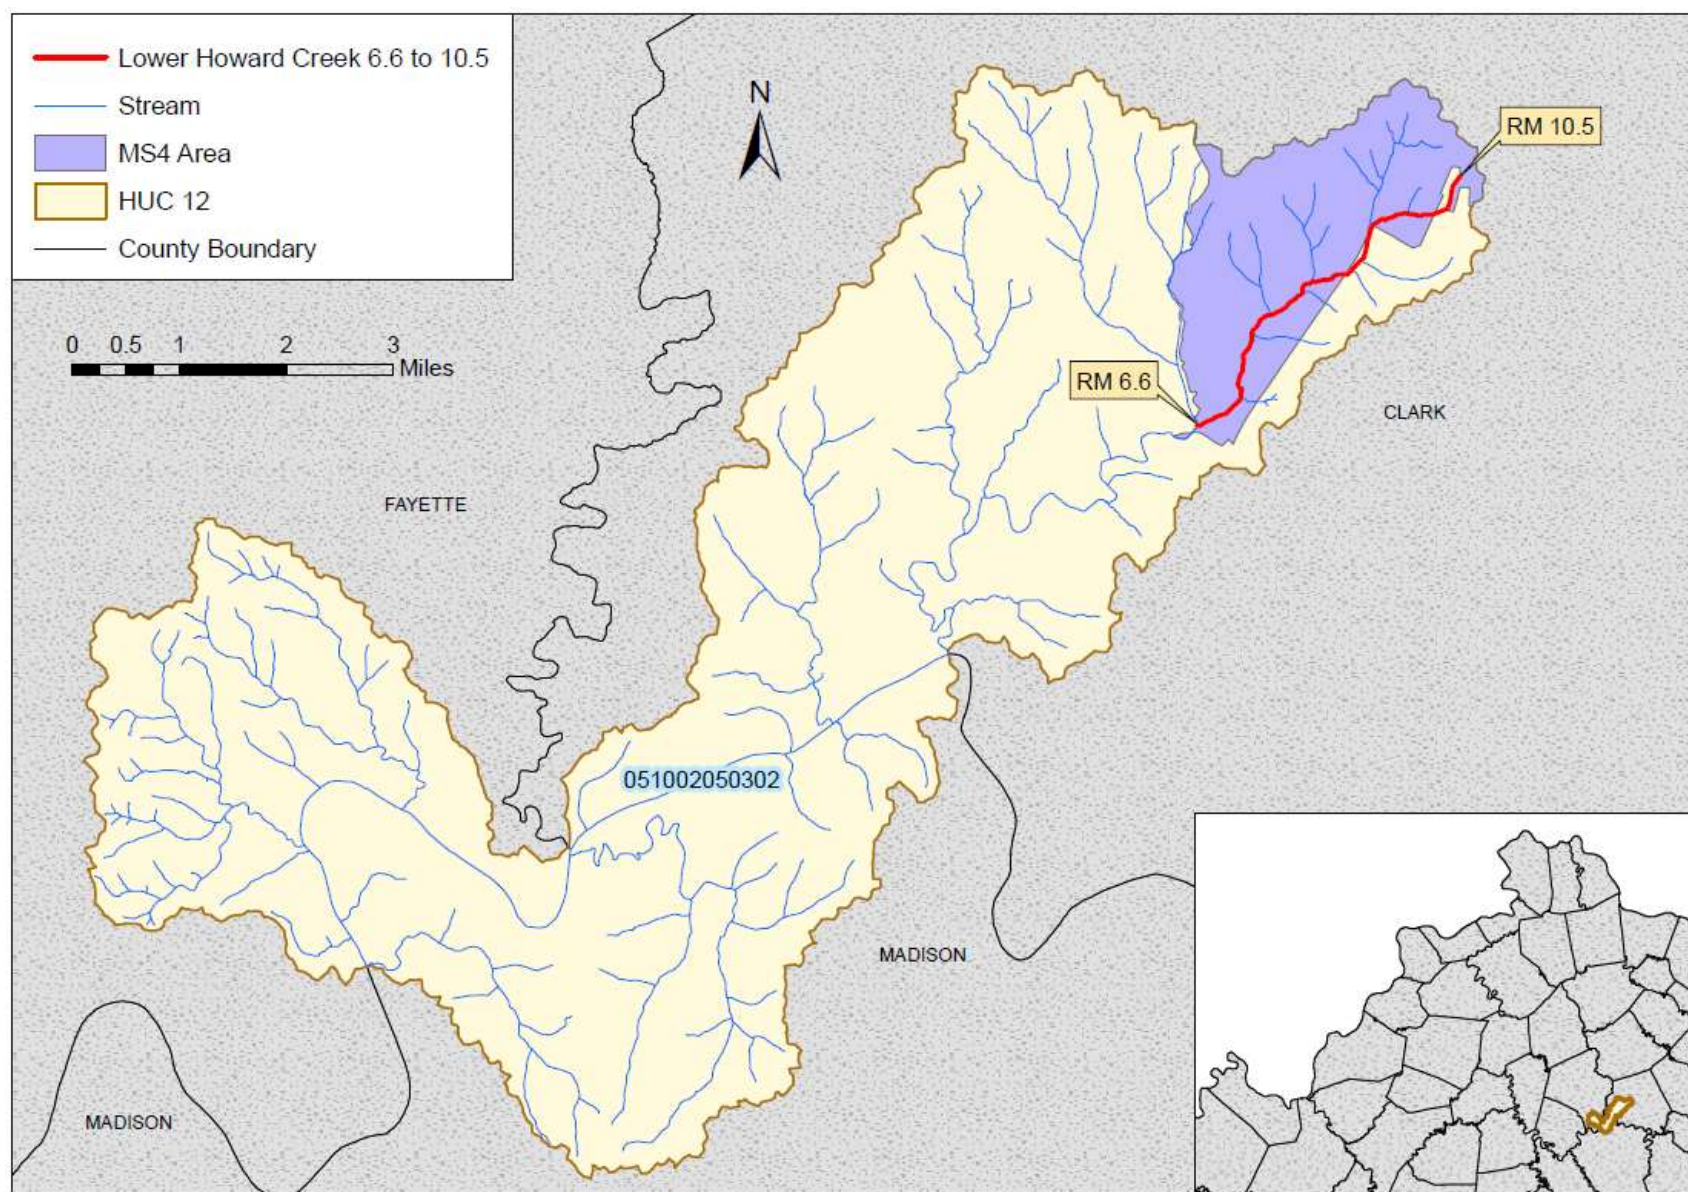 Lower Howard Creek 6.6 to 10.5
Stream
MS4 Area
HUC 12
County Boundary
N
RM 10.5
0 0.5 1 2 3
Miles
RM 6.6
CLARK
FAYETTE
051002050302
MADISON
MADISON